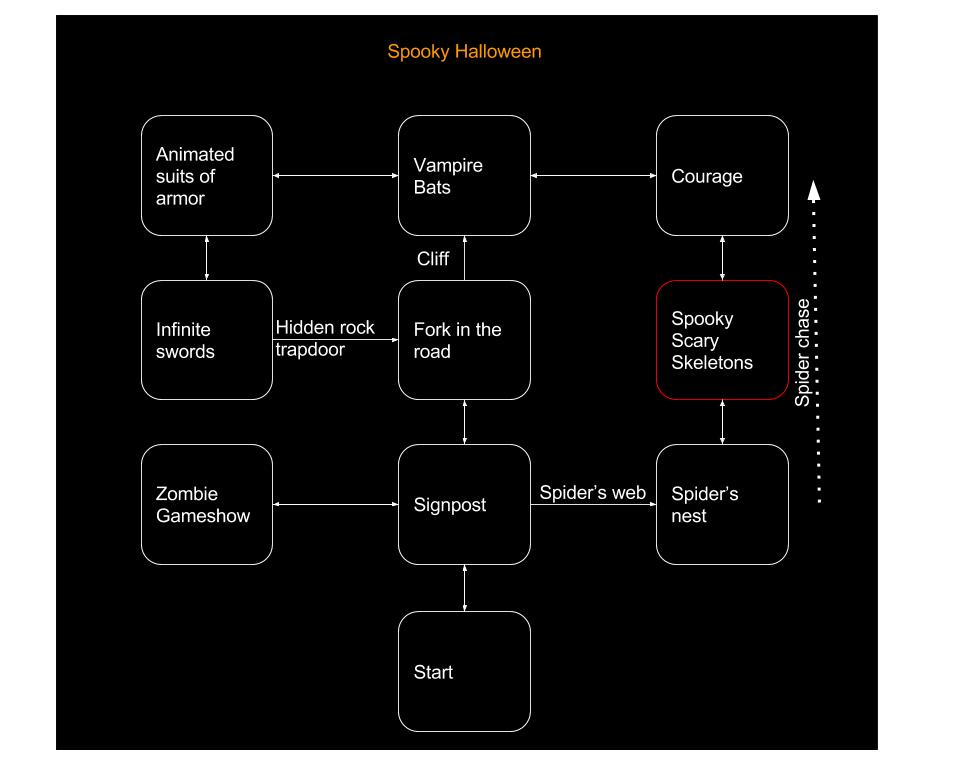 Spooky Halloween
Animated
suits of
armor
Vampire
Bats
Courage
Cliff
Infinite
swords
Hidden rock
trapdoor
Fork in the
road
Spooky
Scary
Skeletons
Spider chase
Zombie
Gameshow
Signpost
Spider's web
Spider's
nest
Start